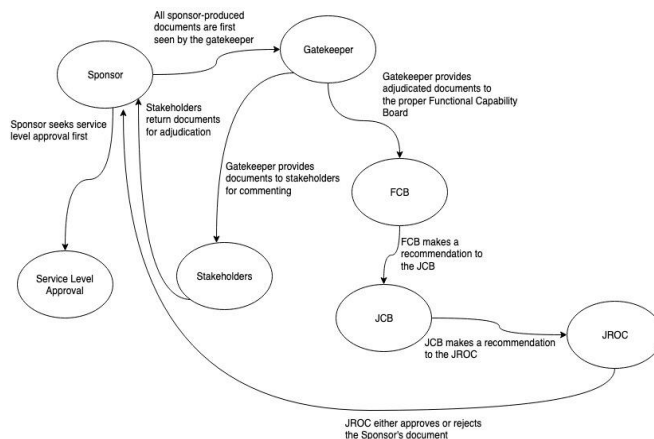 All sponsor-produced
documents are first
seen by the gatekeeper
Gatekeeper
Sponsor
Gatekeeper provides
adjudicated documents to
the proper Functional Capability
Board
Stakeholders
return documents
for adjudication
Sponsor seeks service
level approval first
Gatekeeper provides
documents to stakeholders
for commenting
FCB
FCB makes a
recommendation to
the JCB
Service Level
Approval
Stakeholders
JCB
JROC
JCB makes a recommendation
to the JROC
JROC either approves or rejects
the Sponsor's document